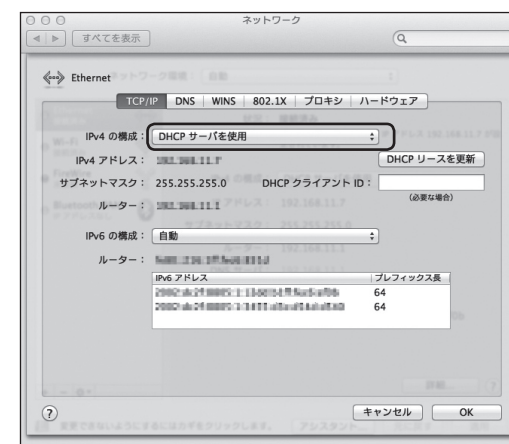 ネットワーク
すべてを表示
Ethernet
TCP/IP DNS WINS 802.1X プロキシ ハードウェア
IPv4 の構成： DHCP サーバを使用
IPv4 アドレス： DHCP リースを更新
サブネットマスク： 255.255.255.0 DHCP クライアント ID：
(必要な場合)
ルーター：
IPv6 の構成： 自動
ルーター：
IPv6 アドレス プレフィックス長
64
64
? キャンセル OK